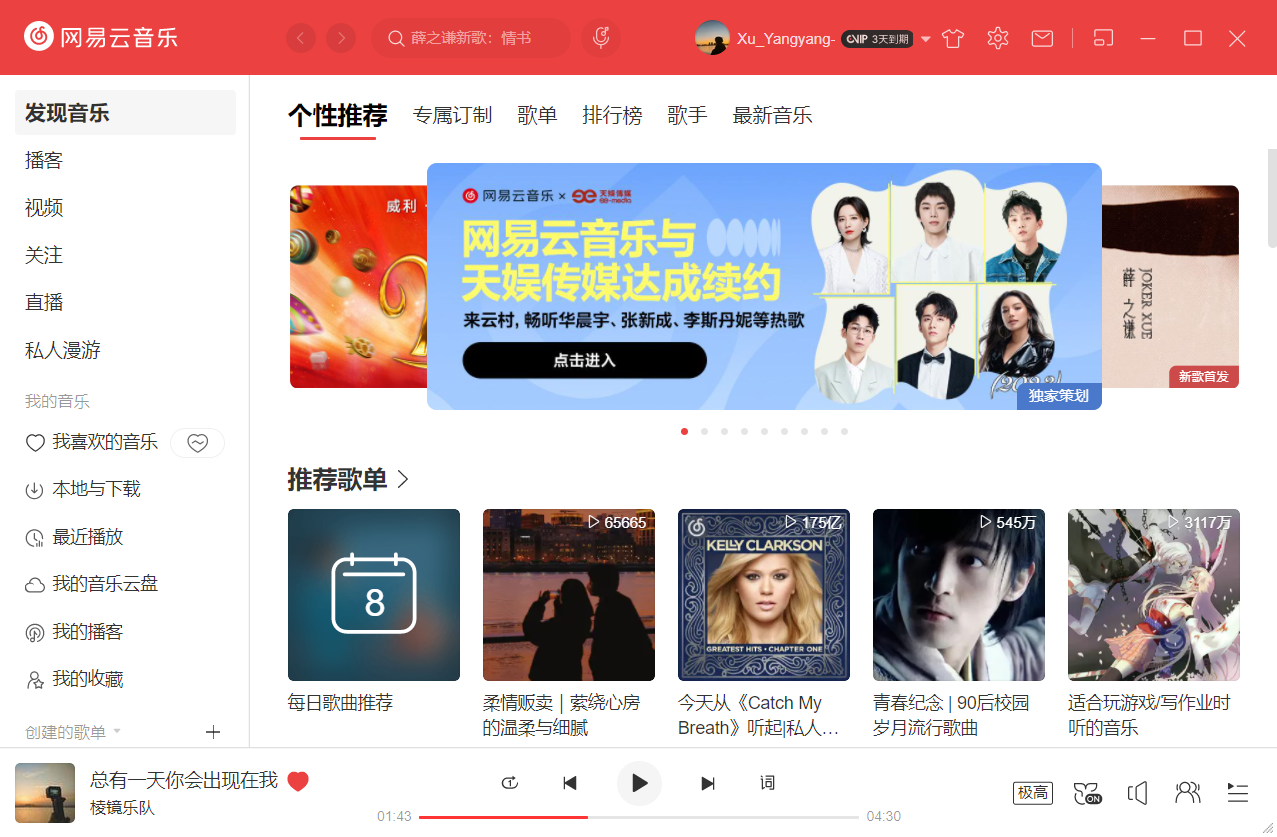 网易云音乐
薛之谦新歌：情书
Xu_Yangyang-
VIP 3天到期
发现音乐
播客
视频
关注
直播
私人漫游
我的音乐
我喜欢的音乐
本地与下载
最近播放
我的音乐云盘
我的播客
我的收藏
创建的歌单
个性推荐 专属订制 歌单 排行榜 歌手 最新音乐
威利
网易云音乐 × 天娱传媒
ee-media
网易云音乐与
天娱传媒达成续约
来云村，畅听华晨宇、张新成、李斯丹妮等热歌
点击进入
独家策划
薛之谦
JOKER XUE
新歌首发
推荐歌单
8
每日歌曲推荐
65665
柔情贩卖｜萦绕心房
的温柔与细腻
175亿
KELLY CLARKSON
GREATEST HITS · CHAPTER ONE
今天从《Catch My
Breath》听起|私人…
545万
青春纪念 | 90后校园
岁月流行歌曲
3117万
适合玩游戏/写作业时
听的音乐
总有一天你会出现在我
棱镜乐队
1
词
01:43
04:30
极高
ON